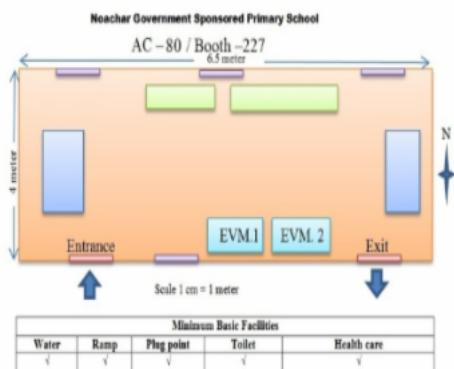 Noachar Government Sponsored Primary School
AC –80 / Booth –227
6.5 meter
N
4 meter
EVM.1 EVM. 2
Entrance Exit
Scale 1 cm = 1 meter
Minimum Basic Facilities
Water Ramp Plug point Toilet Health care
√ √ √ √ √